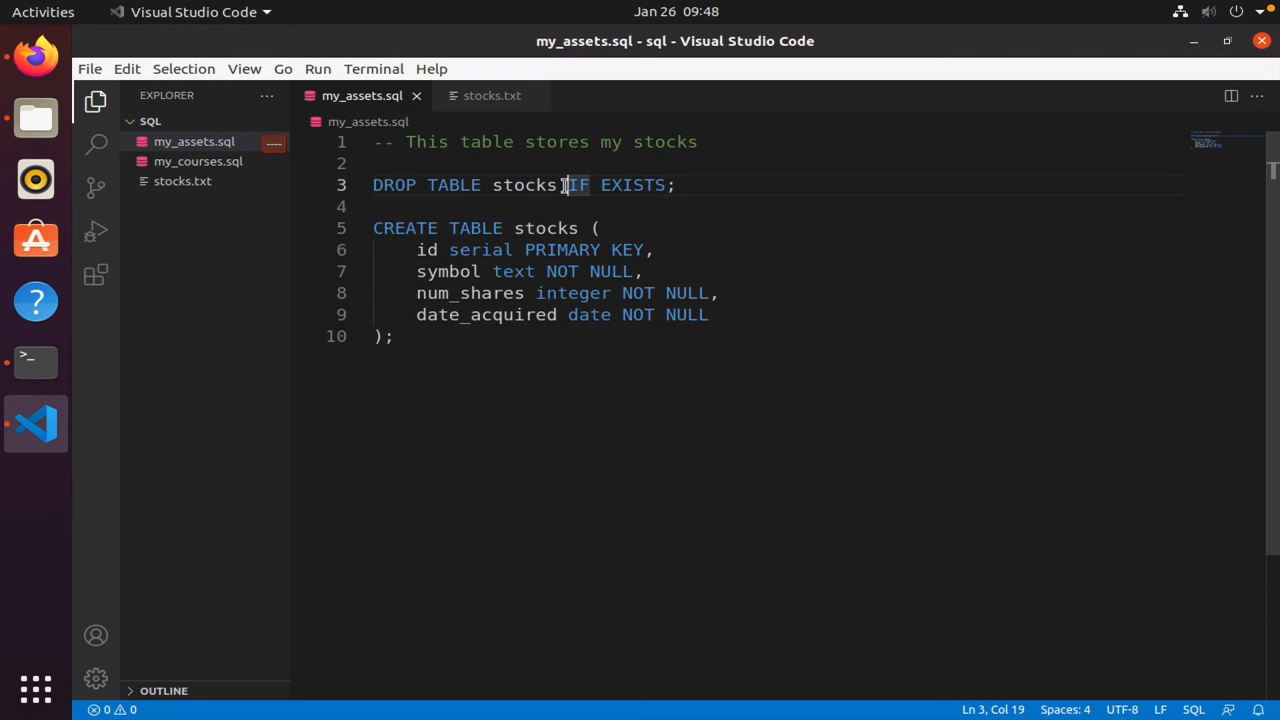 Activities
Visual Studio Code
Jan 26 09:48
my_assets.sql - sql - Visual Studio Code
File Edit Selection View Go Run Terminal Help
EXPLORER
my_assets.sql
stocks.txt
SQL
my_assets.sql
my_courses.sql
stocks.txt
OUTLINE
my_assets.sql
1 -- This table stores my stocks
2
3 DROP TABLE stocks IF EXISTS;
4
5 CREATE TABLE stocks (
6 id serial PRIMARY KEY,
7 symbol text NOT NULL,
8 num_shares integer NOT NULL,
9 date_acquired date NOT NULL
10 );
0 0
Ln 3, Col 19 Spaces: 4 UTF-8 LF SQL